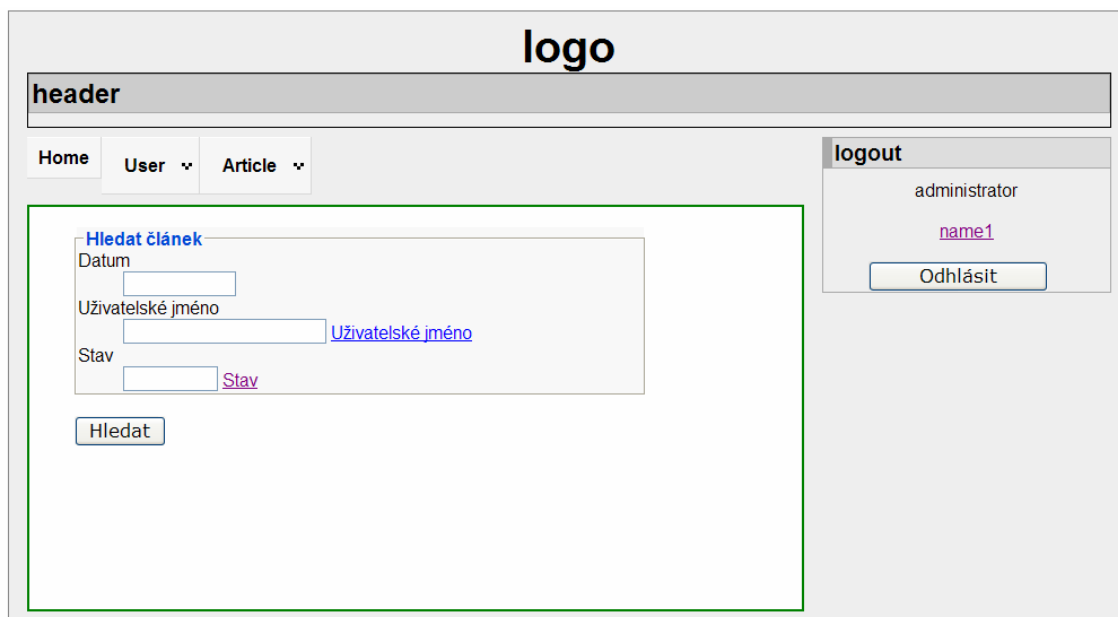 logo
header
Home User Article
logout
administrator
name1
Odhlásit
Hledat článek
Datum
Uživatelské jméno
Uživatelské jméno
Stav
Stav
Hledat